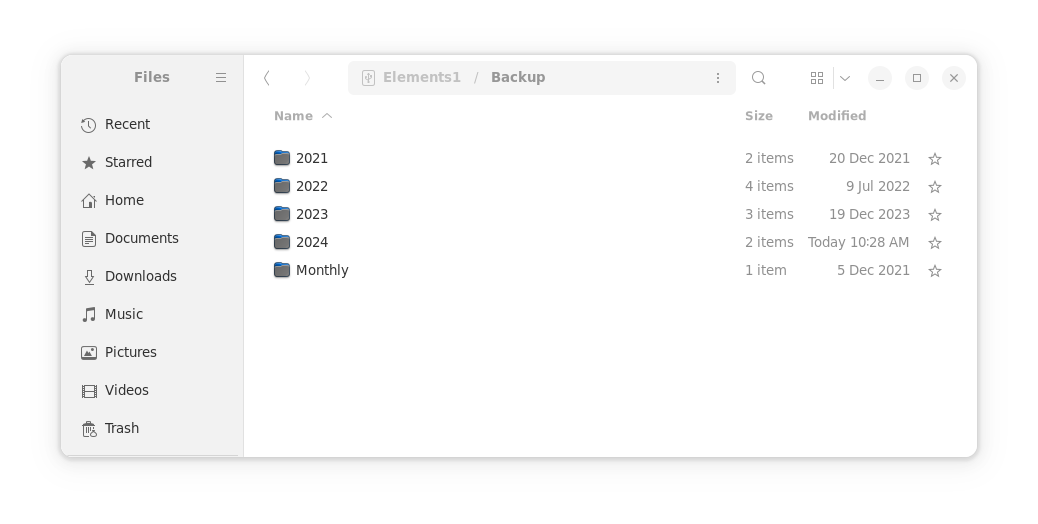 Files
Elements1 / Backup
Recent
Starred
Home
Documents
Downloads
Music
Pictures
Videos
Trash
Name Size Modified
2021 2 items 20 Dec 2021
2022 4 items 9 Jul 2022
2023 3 items 19 Dec 2023
2024 2 items Today 10:28 AM
Monthly 1 item 5 Dec 2021